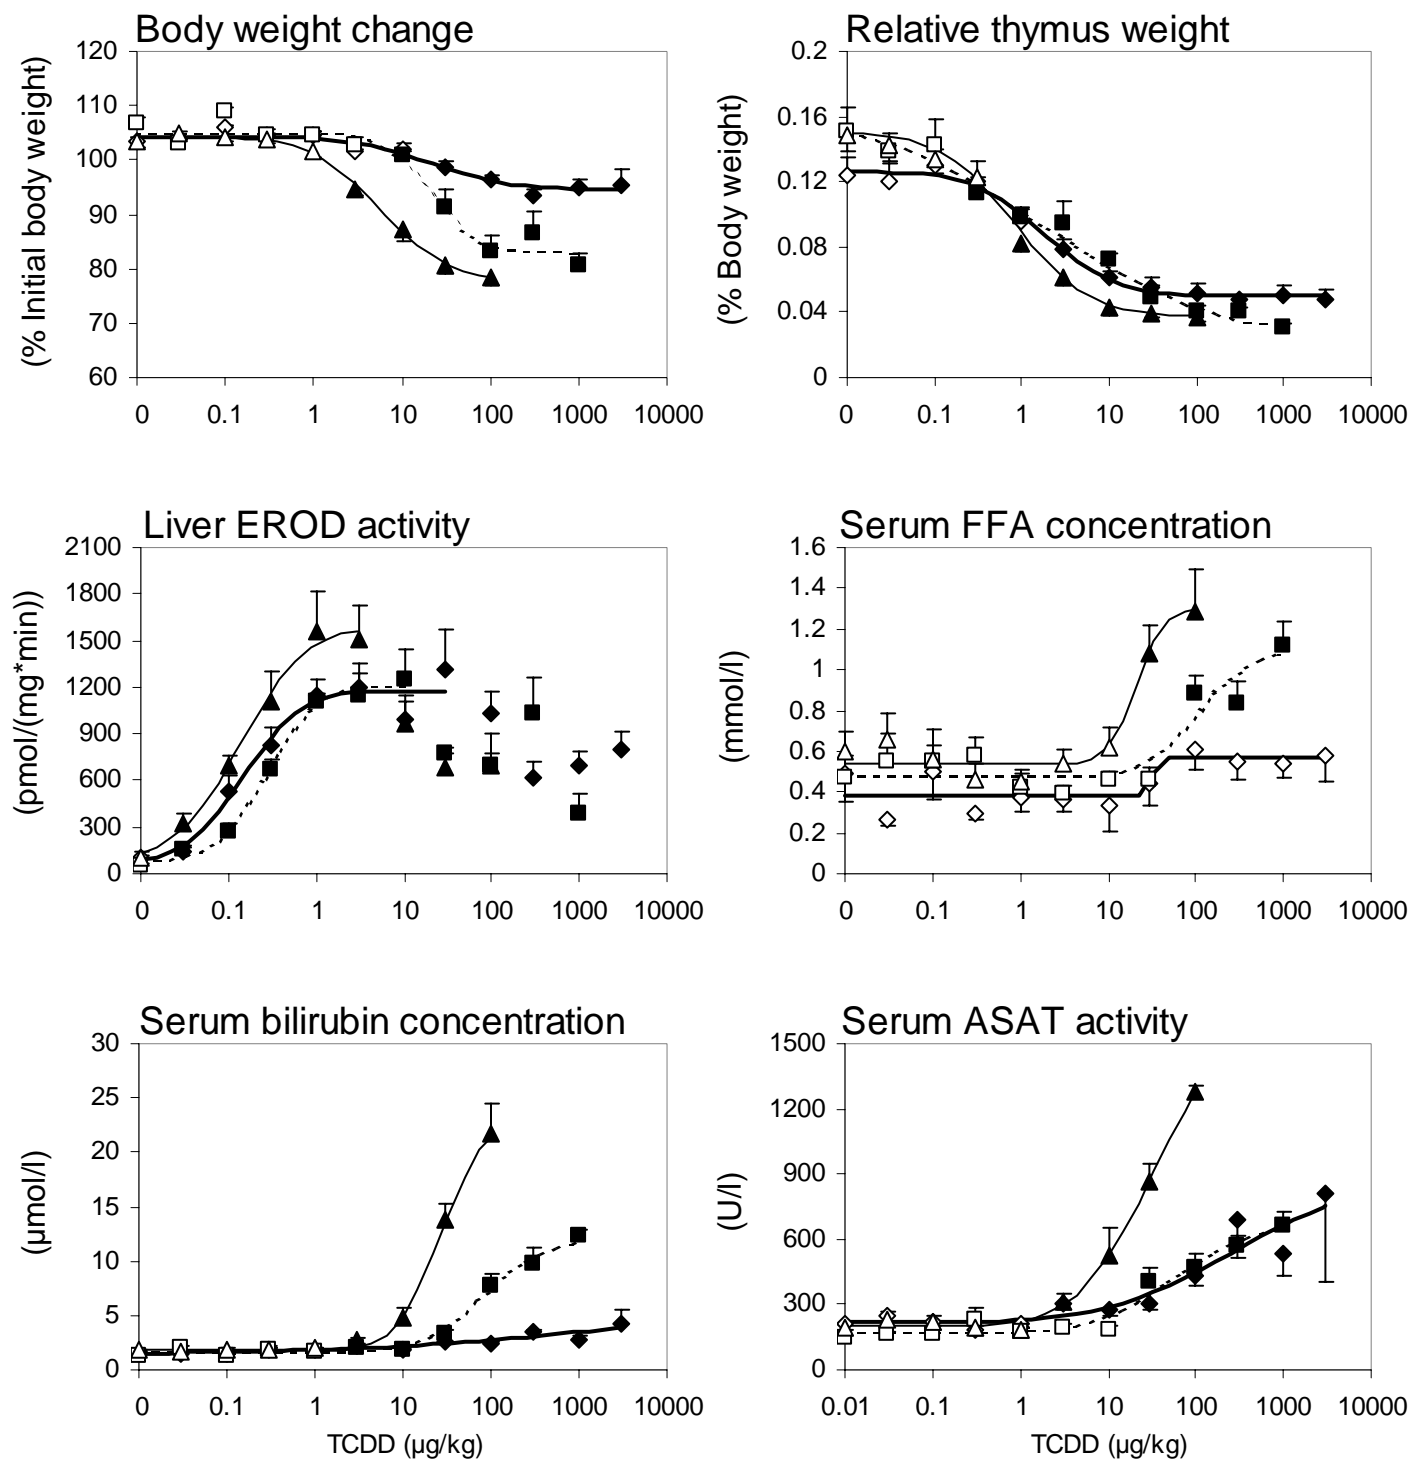 Body weight change
(% Initial body weight)
120
110
100
90
80
70
60
0 0.1 1 10 100 1000 10000
Relative thymus weight
(% Body weight)
0.2
0.16
0.12
0.08
0.04
0
0 0.1 1 10 100 1000 10000
Liver EROD activity
(pmol/(mg*min))
2100
1800
1500
1200
900
600
300
0
0 0.1 1 10 100 1000 10000
Serum FFA concentration
(mmol/l)
1.6
1.4
1.2
1
0.8
0.6
0.4
0.2
0
0 0.1 1 10 100 1000 10000
Serum bilirubin concentration
(µmol/l)
30
25
20
15
10
5
0
0 0.1 1 10 100 1000 10000
TCDD (µg/kg)
Serum ASAT activity
(U/l)
1500
1200
900
600
300
0
0.01 0.1 1 10 100 1000 10000
TCDD (µg/kg)